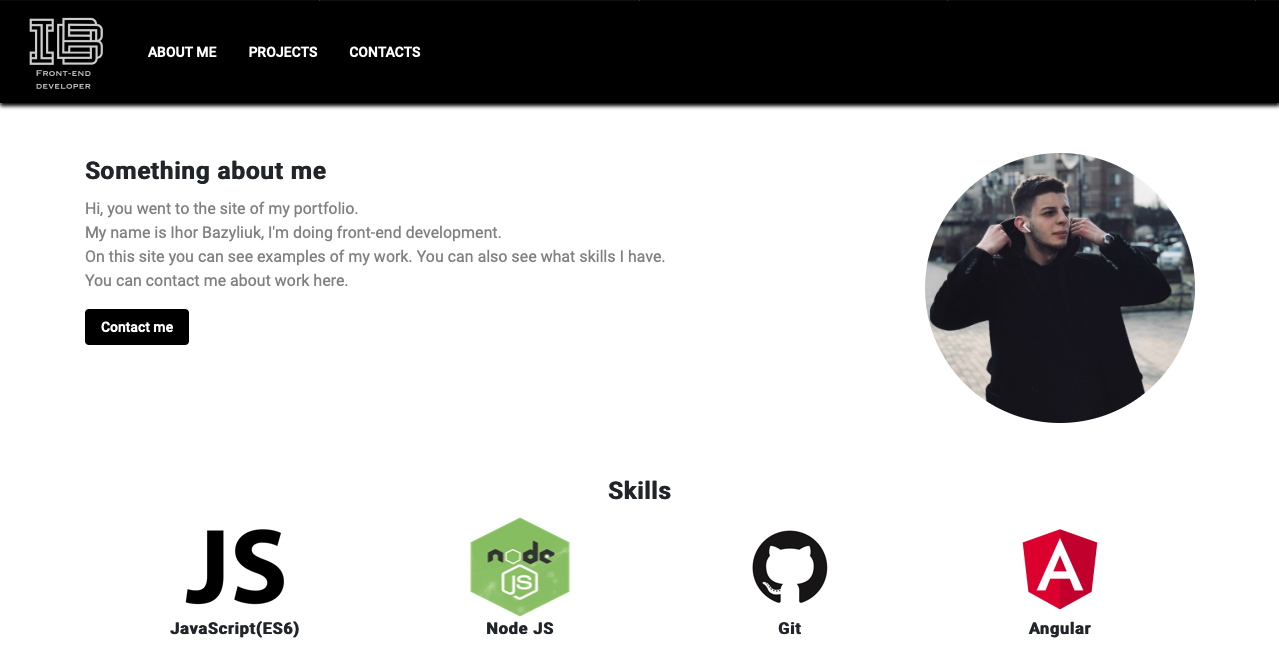 IB
FRONT-END
DEVELOPER
ABOUT ME
PROJECTS
CONTACTS
Something about me
Hi, you went to the site of my portfolio.
My name is Ihor Bazyliuk, I'm doing front-end development.
On this site you can see examples of my work. You can also see what skills I have.
You can contact me about work here.
Contact me
Skills
JS
JavaScript(ES6)
node
JS
Node JS
Git
A
Angular